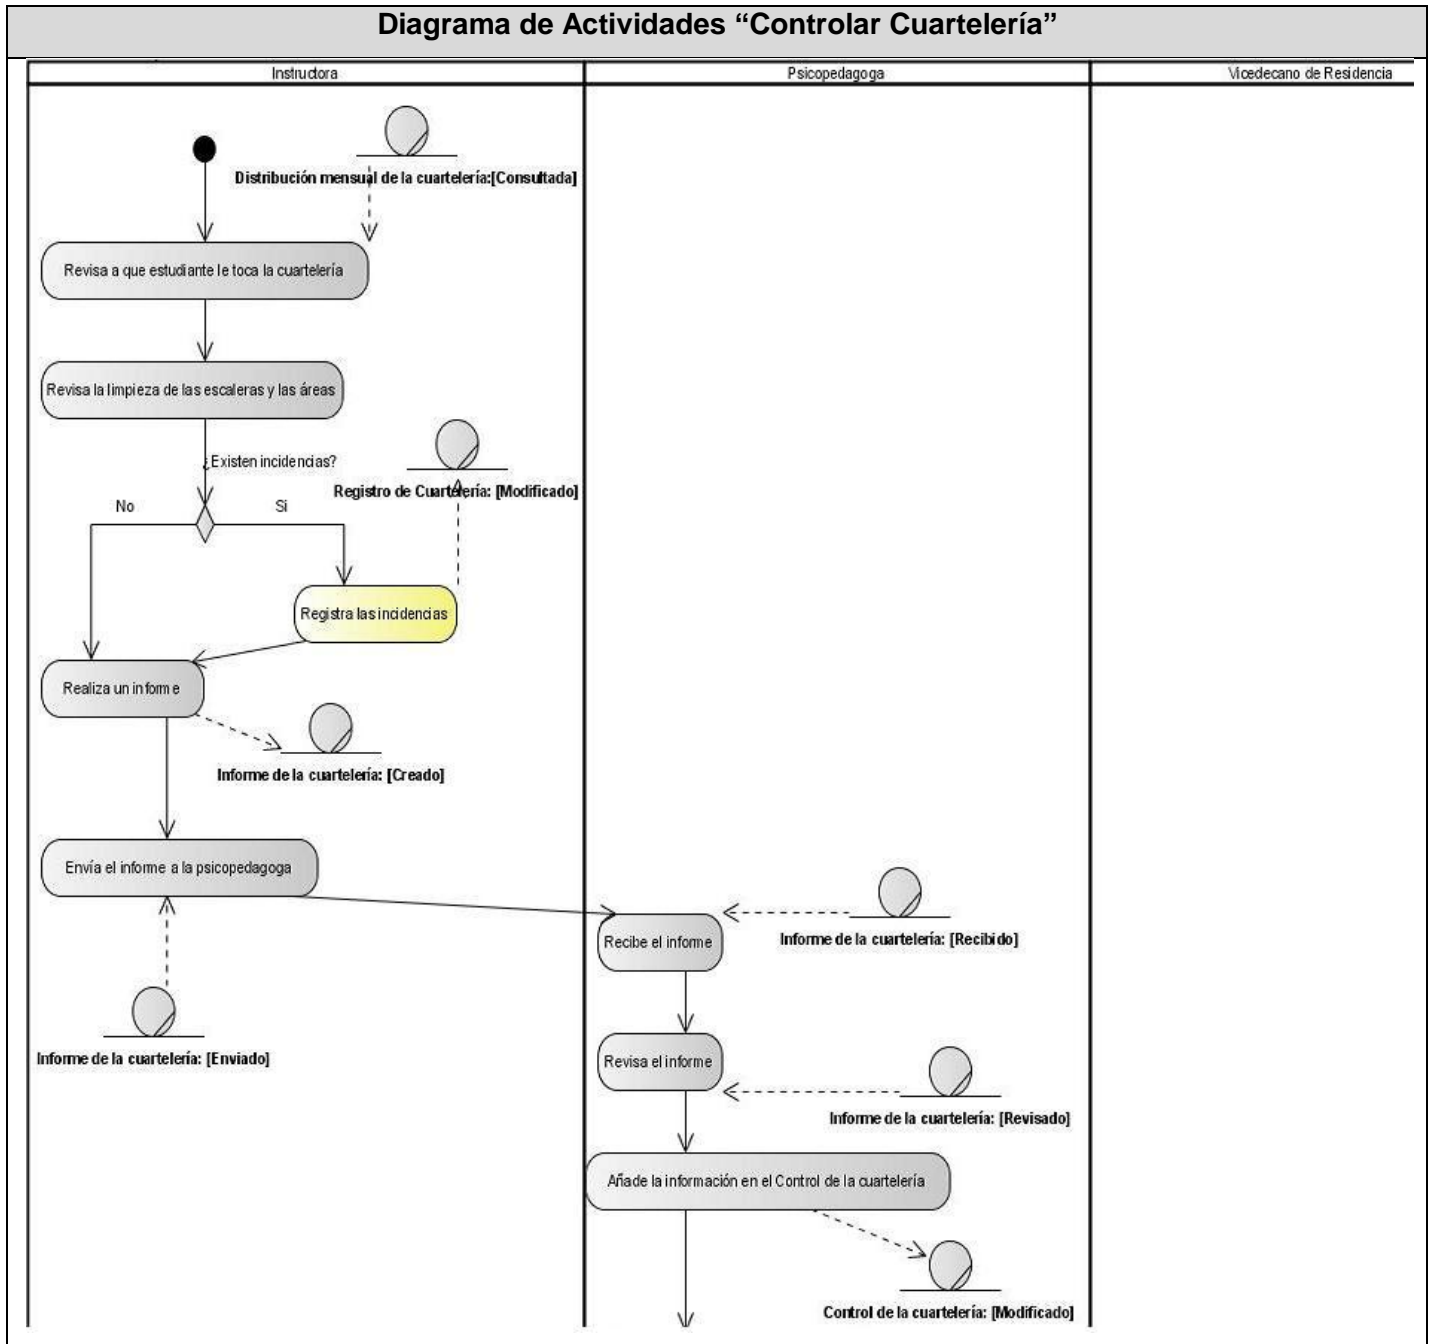 Diagrama de Actividades “Controlar Cuartelería”
Instructora
Psicopedagoga
Vicedecano de Residencia
Distribución mensual de la cuartelería:[Consultada]
Revisa a que estudiante le toca la cuartelería
Revisa la limpieza de las escaleras y las áreas
¿Existen incidencias?
Registro de Cuartelería: [Modificado]
No
Si
Registra las incidencias
Realiza un informe
Informe de la cuartelería: [Creado]
Envía el informe a la psicopedagoga
Recibe el informe
Informe de la cuartelería: [Recibido]
Informe de la cuartelería: [Enviado]
Revisa el informe
Informe de la cuartelería: [Revisado]
Añade la información en el Control de la cuartelería
Control de la cuartelería: [Modificado]